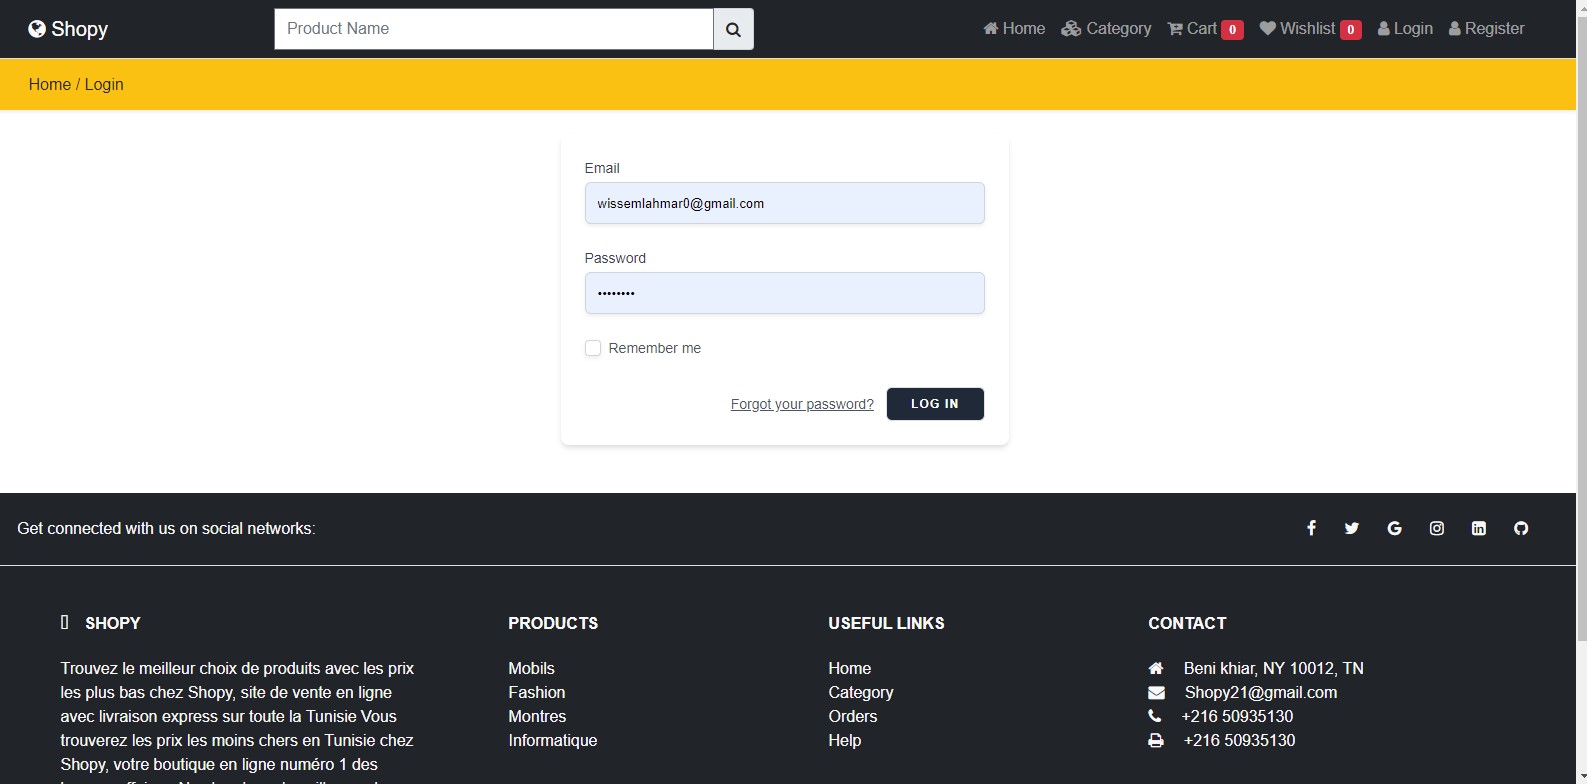 Shopy
Product Name
Home Category Cart 0 Wishlist 0 Login Register
Home / Login
Email
wissemlahmar0@gmail.com
Password
••••••••
Remember me
Forgot your password? LOG IN
Get connected with us on social networks:
SHOPY
Trouvez le meilleur choix de produits avec les prix
les plus bas chez Shopy, site de vente en ligne
avec livraison express sur toute la Tunisie Vous
trouverez les prix les moins chers en Tunisie chez
Shopy, votre boutique en ligne numéro 1 des
PRODUCTS
Mobils
Fashion
Montres
Informatique
USEFUL LINKS
Home
Category
Orders
Help
CONTACT
Beni khiar, NY 10012, TN
Shopy21@gmail.com
+216 50935130
+216 50935130